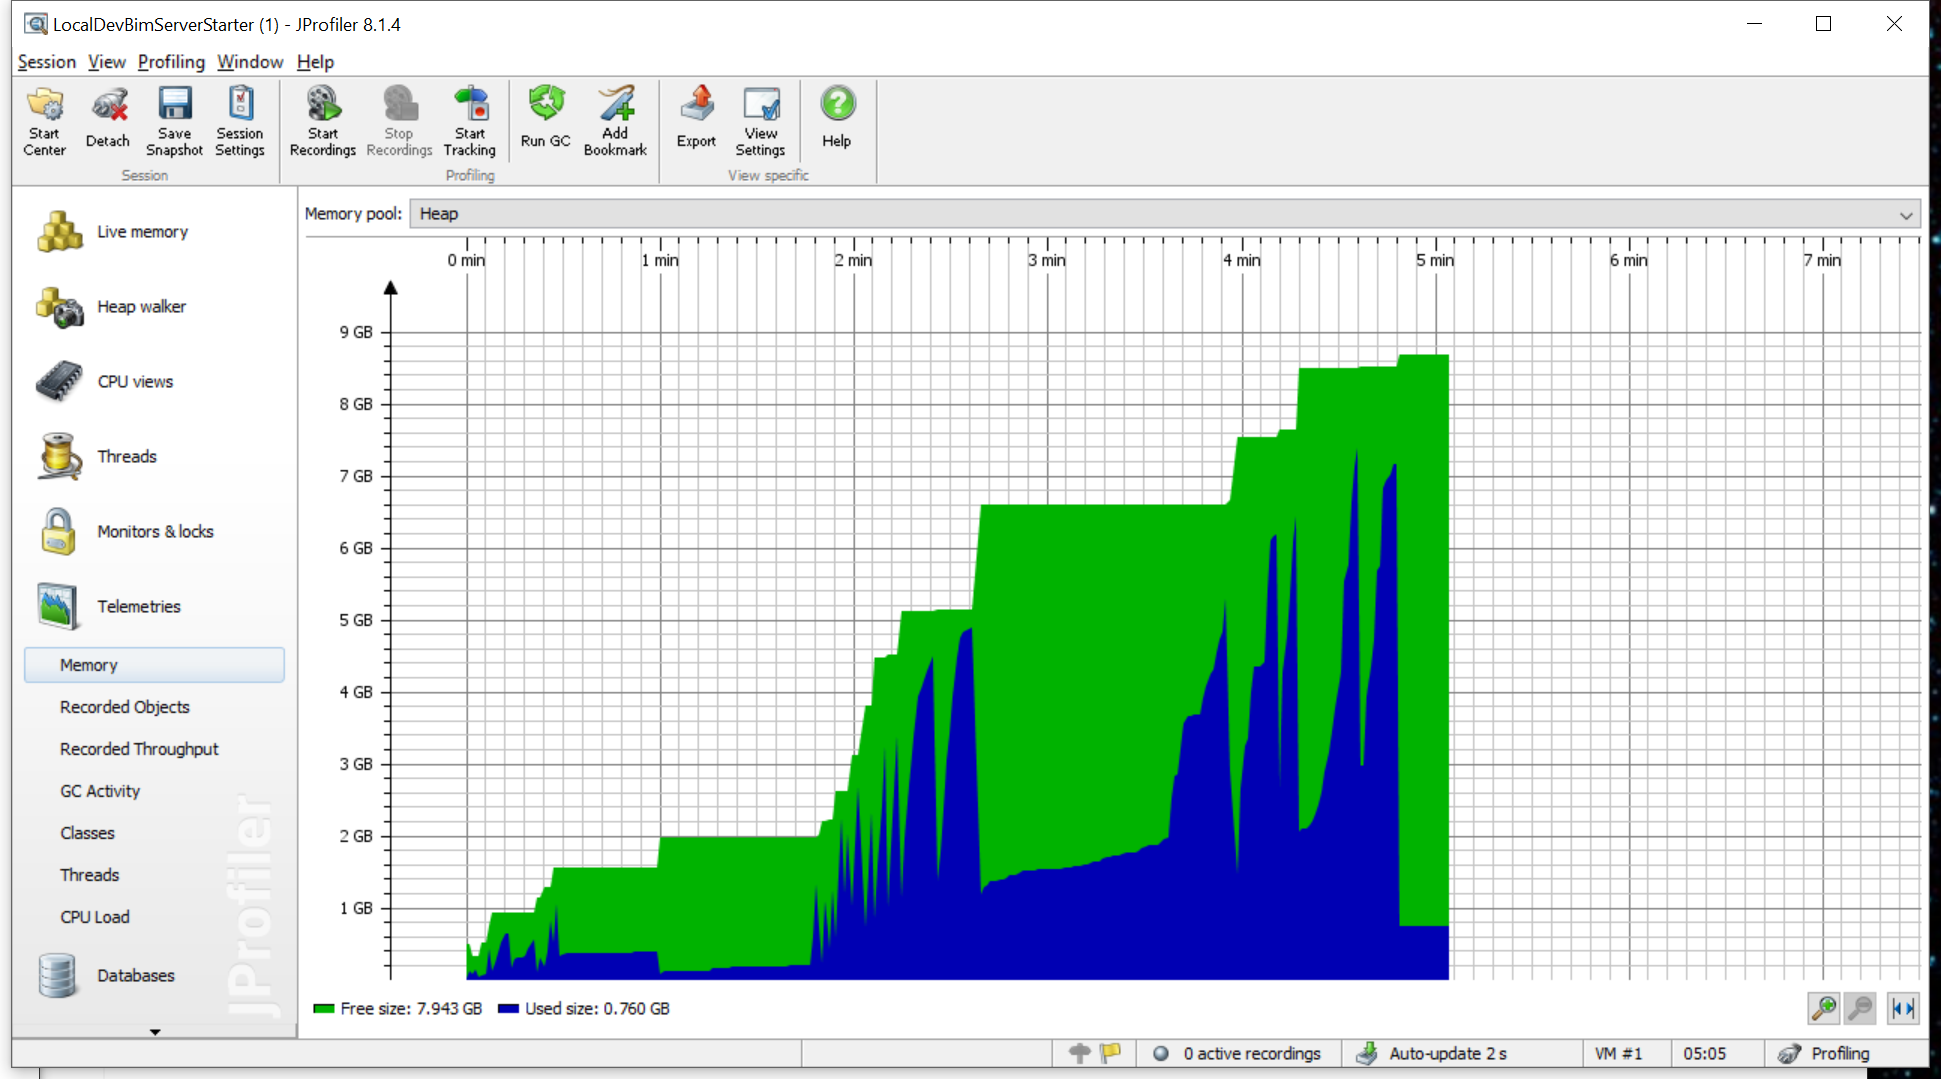 LocalDevBimServerStarter (1) - JProfiler 8.1.4
Session View Profiling Window Help
Start Center
Detach
Save Snapshot
Session Settings
Start Recordings
Stop Recordings
Start Tracking
Run GC
Add Bookmark
Export
View Settings
Help
Session
Profiling
View specific
Live memory
Heap walker
CPU views
Threads
Monitors & locks
Telemetries
Memory
Recorded Objects
Recorded Throughput
GC Activity
Classes
Threads
CPU Load
Databases
JProfiler
Memory pool: Heap
0 min 1 min 2 min 3 min 4 min 5 min 6 min 7 min
9 GB
8 GB
7 GB
6 GB
5 GB
4 GB
3 GB
2 GB
1 GB
Free size: 7.943 GB Used size: 0.760 GB
0 active recordings Auto-update 2 s VM #1 05:05 Profiling